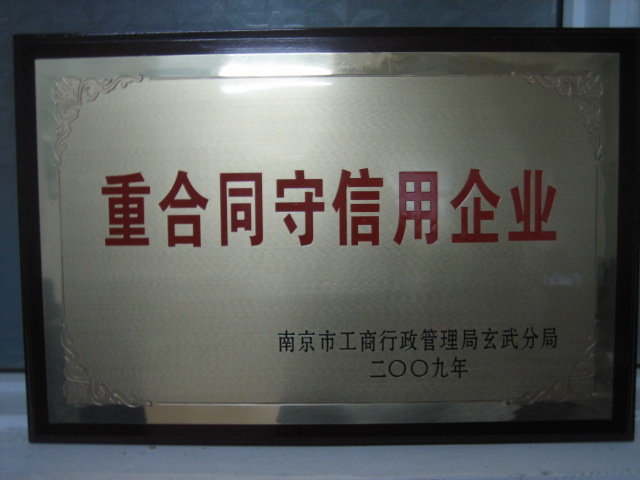 重合同守信用企业
南京市工商行政管理局玄武分局
二〇〇九年